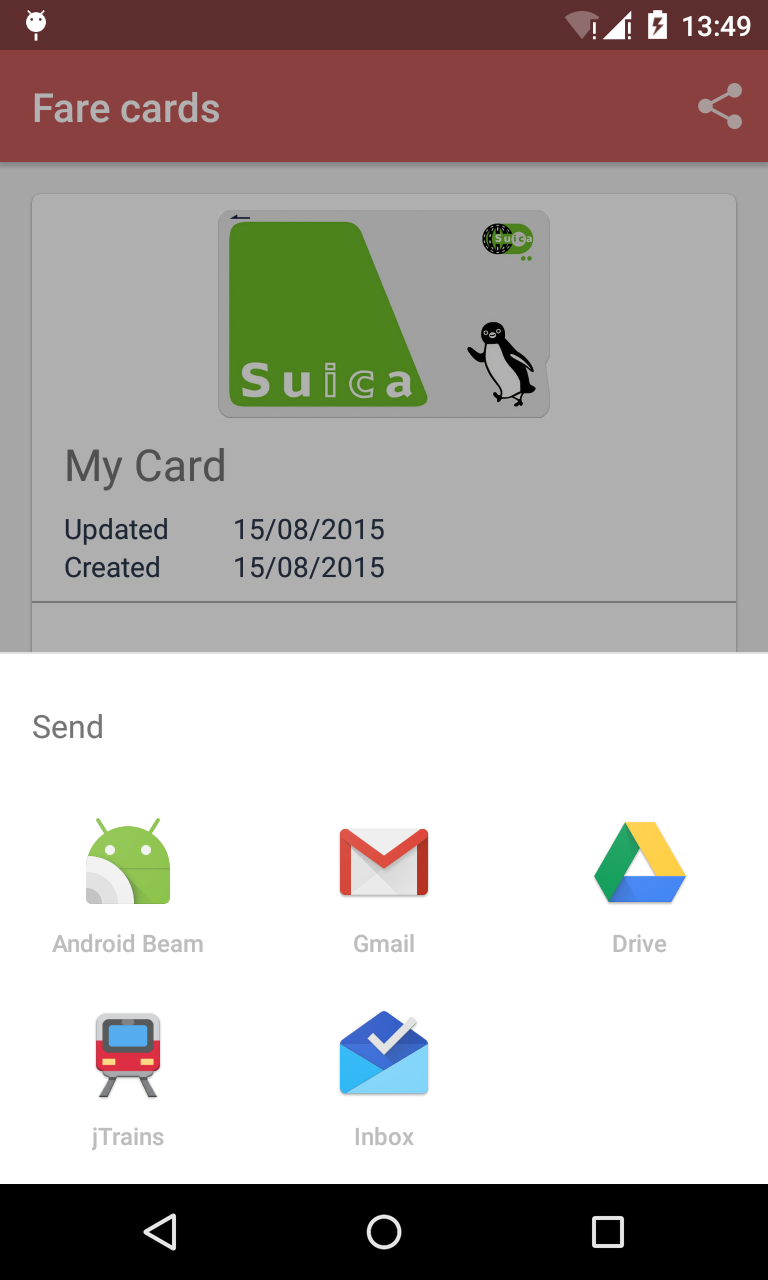 13:49
Fare cards
Suica
Suica
My Card
Updated 15/08/2015
Created 15/08/2015
Send
Android Beam Gmail Drive
jTrains Inbox